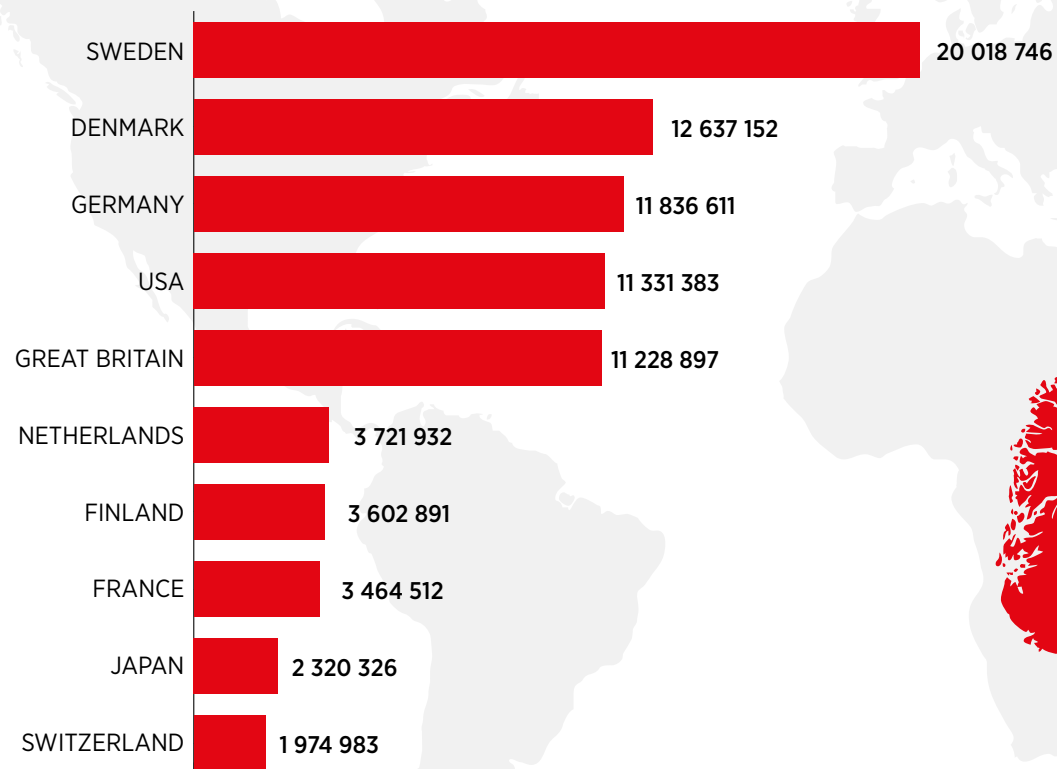 SWEDEN 20 018 746
DENMARK 12 637 152
GERMANY 11 836 611
USA 11 331 383
GREAT BRITAIN 11 228 897
NETHERLANDS 3 721 932
FINLAND 3 602 891
FRANCE 3 464 512
JAPAN 2 320 326
SWITZERLAND 1 974 983